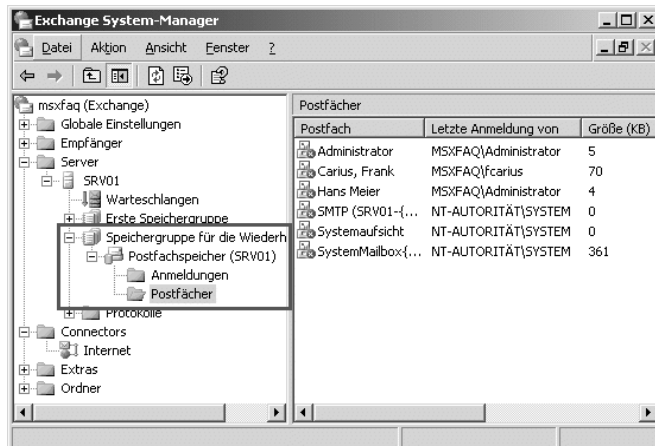 Exchange System-Manager
Datei Aktion Ansicht Fenster ?
msxfaq (Exchange)
Globale Einstellungen
Empfänger
Server
SRV01
Warteschlangen
Erste Speichergruppe
Speichergruppe für die Wiederh
Postfachspeicher (SRV01)
Anmeldungen
Postfächer
Protokolle
Connectors
Internet
Extras
Ordner
Postfächer
Postfach Letzte Anmeldung von Größe (KB)
Administrator MSXFAQ\Administrator 5
Carius, Frank MSXFAQ\fcarius 70
Hans Meier MSXFAQ\Administrator 4
SMTP (SRV01-{... NT-AUTORITÄT\SYSTEM 0
Systemaufsicht NT-AUTORITÄT\SYSTEM 0
SystemMailbox{... NT-AUTORITÄT\SYSTEM 361